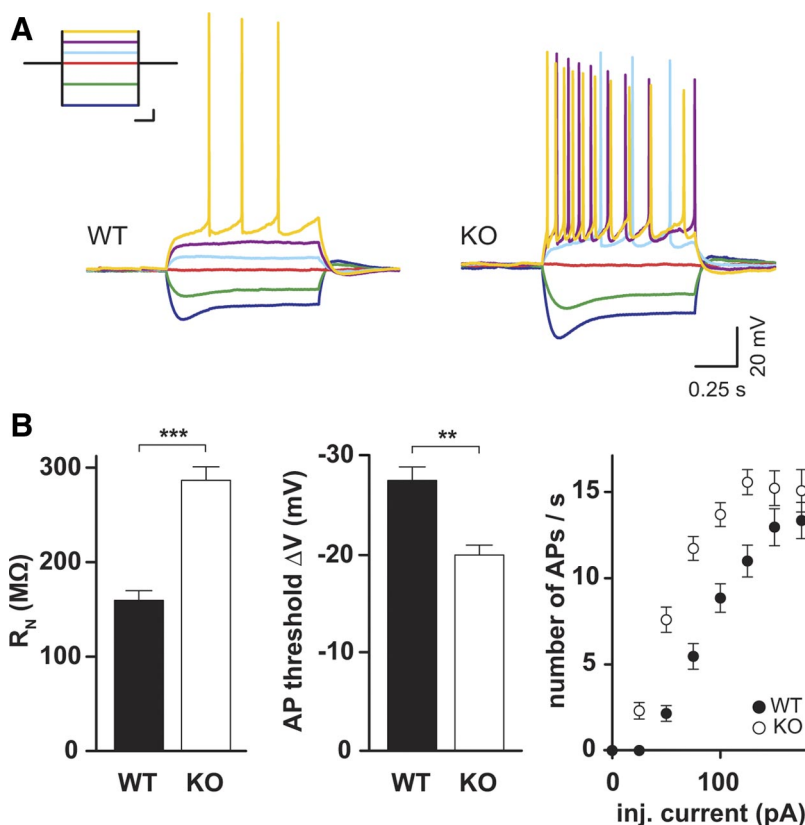 A
WT
KO
20 mV
0.25 s
B
***
**
300
200
100
0
R_N (MΩ)
WT KO
-30
-20
-10
0
AP threshold ΔV (mV)
WT KO
15
10
5
0
number of APs / s
WT
KO
0 100
inj. current (pA)